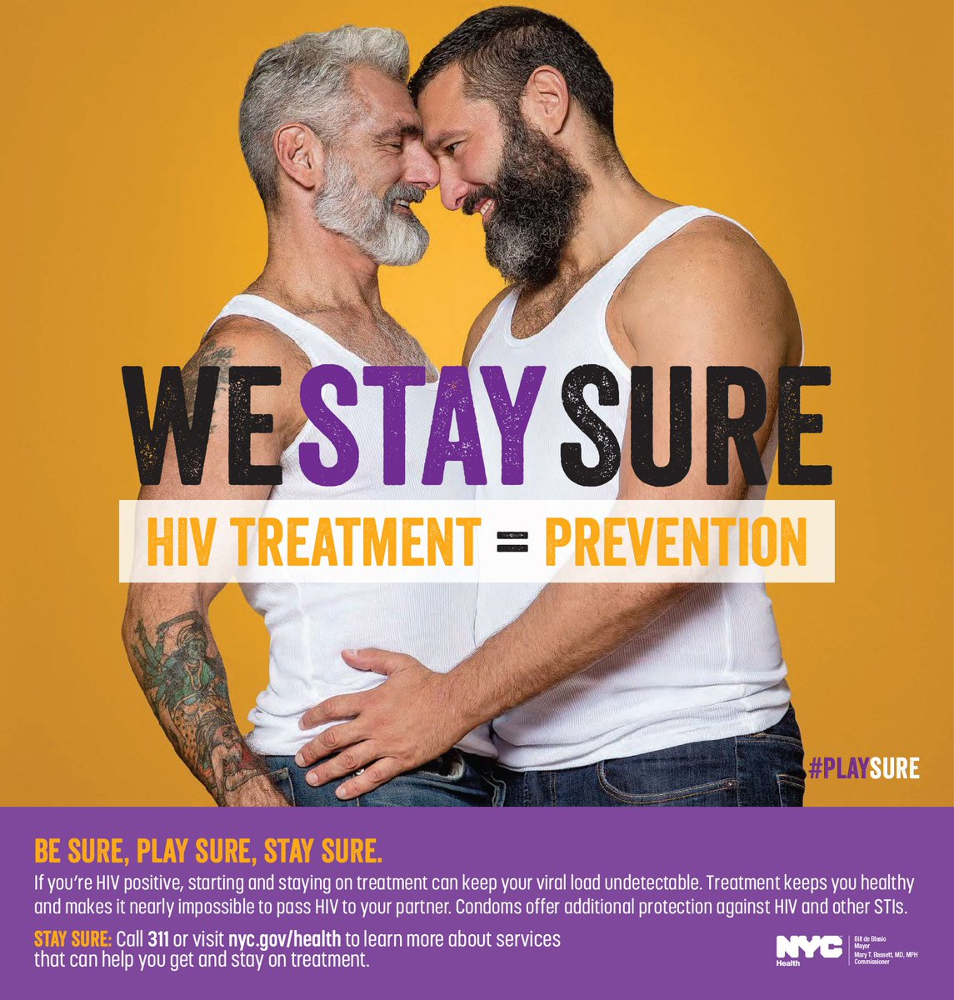 WE STAY SURE
HIV TREATMENT = PREVENTION
#PLAYSURE
BE SURE, PLAY SURE, STAY SURE.
If you're HIV positive, starting and staying on treatment can keep your viral load undetectable. Treatment keeps you healthy
and makes it nearly impossible to pass HIV to your partner. Condoms offer additional protection against HIV and other STIs.
STAY SURE: Call 311 or visit nyc.gov/health to learn more about services
that can help you get and stay on treatment.
NYC
Health
Bill de Blasio
Mayor
Mary T. Bassett, MD, MPH
Commissioner